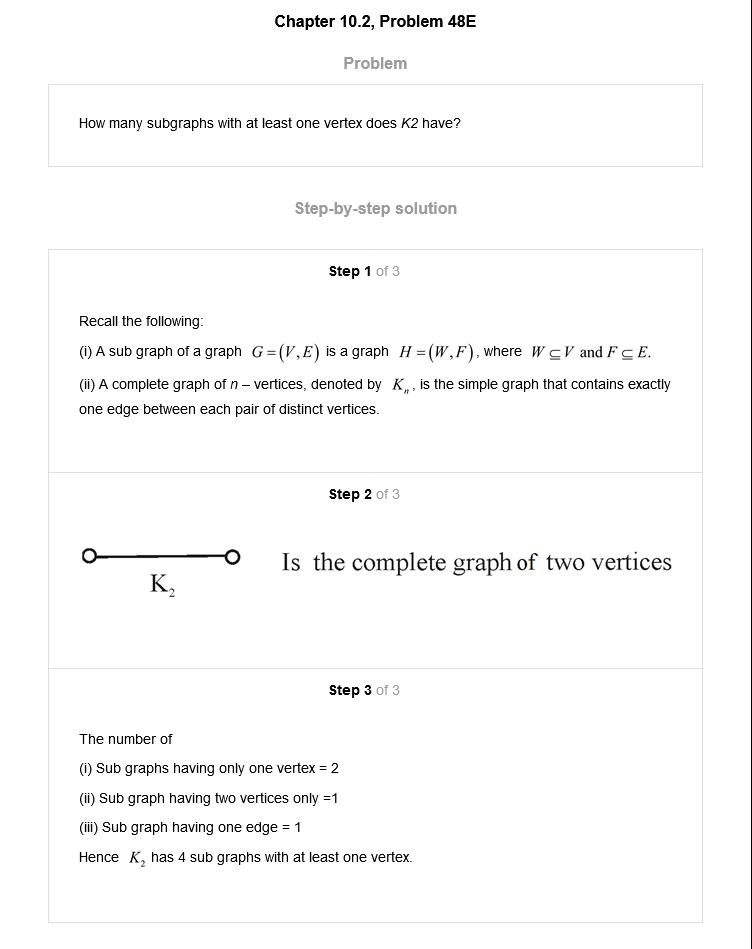 Chapter 10.2, Problem 48E
Problem
How many subgraphs with at least one vertex does K2 have?
Step-by-step solution
Step 1 of 3
Recall the following:
(i) A sub graph of a graph G = (V, E) is a graph H = (W, F), where W ⊆ V and F ⊆ E.
(ii) A complete graph of n – vertices, denoted by Kₙ, is the simple graph that contains exactly
one edge between each pair of distinct vertices.
Step 2 of 3
Is the complete graph of two vertices
K₂
Step 3 of 3
The number of
(i) Sub graphs having only one vertex = 2
(ii) Sub graph having two vertices only =1
(iii) Sub graph having one edge = 1
Hence K₂ has 4 sub graphs with at least one vertex.